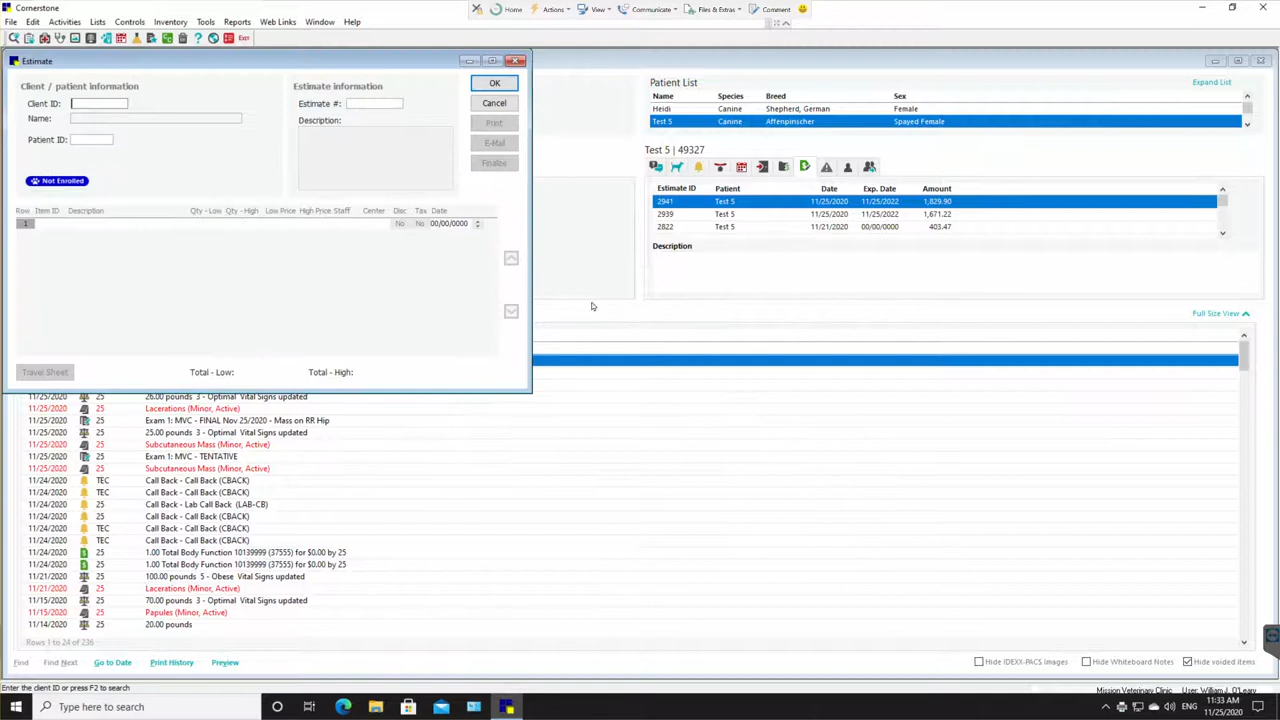 Cornerstone
Home Actions View Communicate Files & Extras Comment
File Edit Activities Lists Controls Inventory Tools Reports Web Links Window Help
EXIT
Estimate
Client / patient information
Client ID:
Name:
Patient ID:
Not Enrolled
Estimate information
Estimate #:
Description:
OK
Cancel
Print
E-Mail
Finalize
Row Item ID Description Qty - Low Qty - High Low Price High Price Staff Center Disc Tax Date
1 No No 00/00/0000
Travel Sheet Total - Low: Total - High:
Patient List Expand List
Name Species Breed Sex
Heidi Canine Shepherd, German Female
Test 5 Canine Affenpinscher Spayed Female
Test 5 | 49327
Estimate ID Patient Date Exp. Date Amount
2941 Test 5 11/25/2020 11/25/2022 1,829.90
2939 Test 5 11/25/2020 11/25/2022 1,671.22
2822 Test 5 11/21/2020 00/00/0000 403.47
Description
Full Size View
11/25/2020 25 26.00 pounds 3 - Optimal Vital Signs updated
11/25/2020 25 Lacerations (Minor, Active)
11/25/2020 25 Exam 1: MVC - FINAL Nov 25/2020 - Mass on RR Hip
11/25/2020 25 25.00 pounds 3 - Optimal Vital Signs updated
11/25/2020 25 Subcutaneous Mass (Minor, Active)
11/25/2020 25 Exam 1: MVC - TENTATIVE
11/25/2020 25 Subcutaneous Mass (Minor, Active)
11/24/2020 TEC Call Back - Call Back (CBACK)
11/24/2020 TEC Call Back - Call Back (CBACK)
11/24/2020 25 Call Back - Lab Call Back (LAB-CB)
11/24/2020 25 Call Back - Call Back (CBACK)
11/24/2020 TEC Call Back - Call Back (CBACK)
11/24/2020 TEC Call Back - Call Back (CBACK)
11/24/2020 25 1.00 Total Body Function 10139999 (37555) for $0.00 by 25
11/24/2020 25 1.00 Total Body Function 10139999 (37555) for $0.00 by 25
11/21/2020 25 100.00 pounds 5 - Obese Vital Signs updated
11/21/2020 25 Lacerations (Minor, Active)
11/15/2020 25 70.00 pounds 3 - Optimal Vital Signs updated
11/15/2020 25 Papules (Minor, Active)
11/14/2020 25 20.00 pounds
Rows 1 to 24 of 236
Find Find Next Go to Date Print History Preview Hide IDEXX-PACS Images Hide Whiteboard Notes Hide voided items
Enter the client ID or press F2 to search Mission Veterinary Clinic User: William J. O'Leary
Type here to search
11:33 AM
11/25/2020